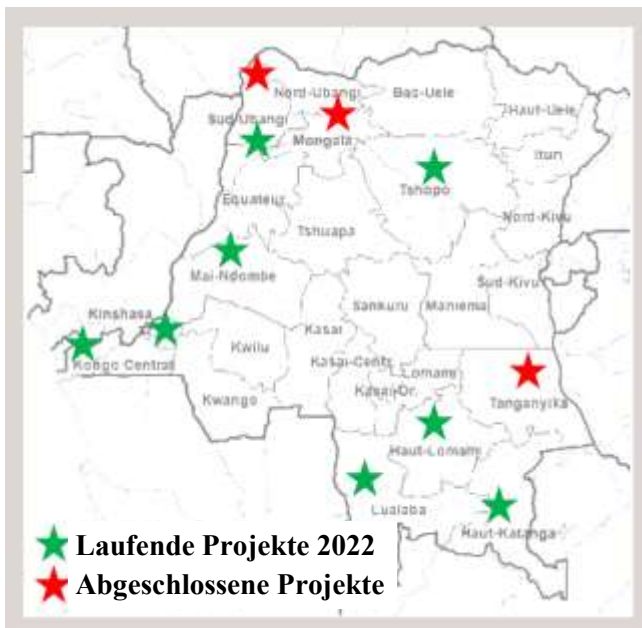 Nord-Ubangi
Bas-Uele
Haut-Uele
Sud-Ubangi
Mongala
Ituri
Equateur
Tshopo
Nord-Kivu
Tshuapa
Mai-Ndombe
Sud-Kivu
Sankuru
Maniema
Kinshasa
Kasai
Kwilu
Kongo Central
Kasai-Centr.
Lomami
Kasai-Or.
Kwango
Tanganyika
Haut-Lomami
Lualaba
Haut-Katanga
Laufende Projekte 2022
Abgeschlossene Projekte